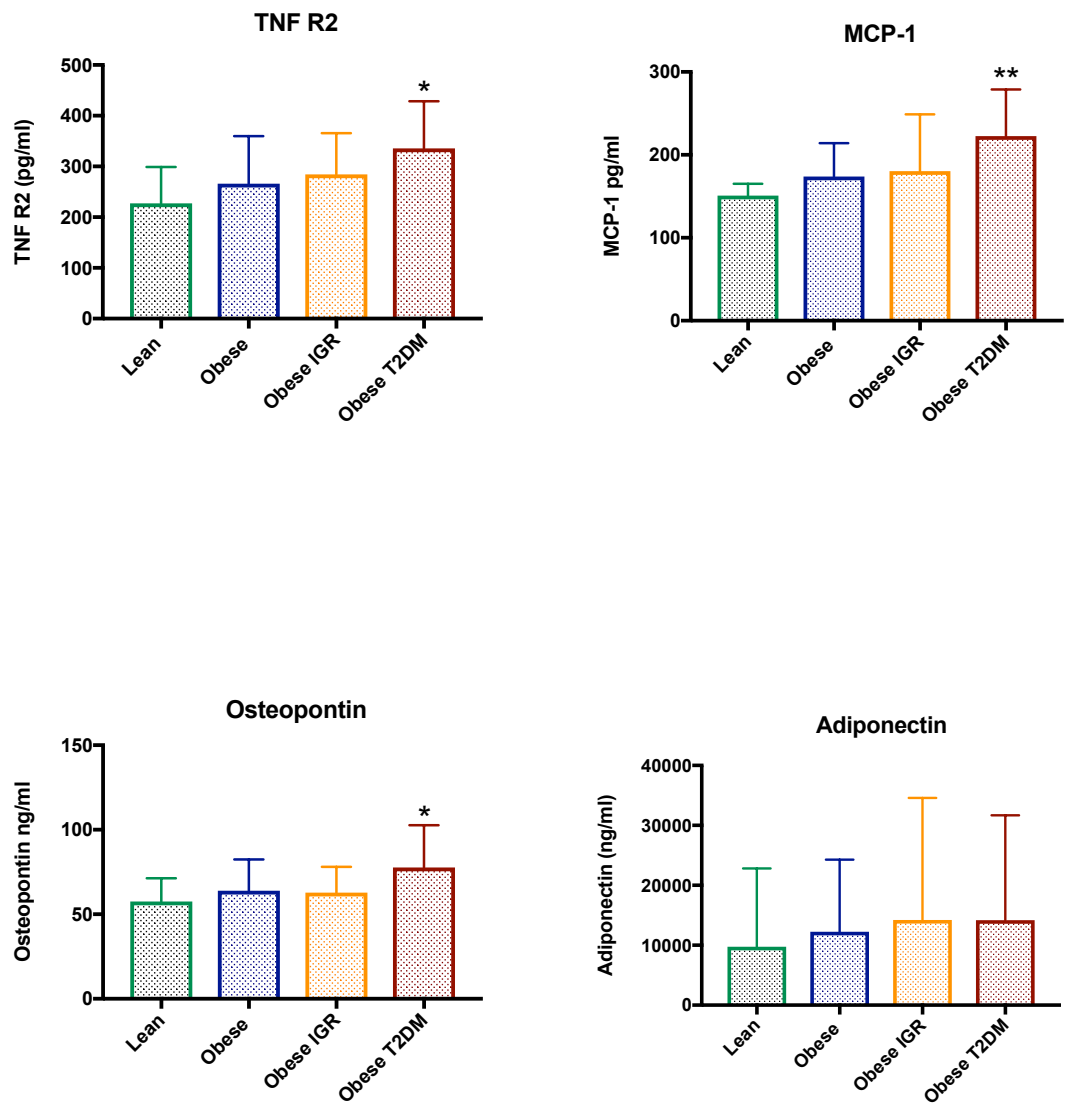 TNF R2
TNF R2 (pg/ml)
500
400
300
200
100
0
*
Lean
Obese
Obese IGR
Obese T2DM
MCP-1
MCP-1 pg/ml
300
200
100
0
**
Lean
Obese
Obese IGR
Obese T2DM
Osteopontin
Osteopontin ng/ml
150
100
50
0
*
Lean
Obese
Obese IGR
Obese T2DM
Adiponectin
Adiponectin (ng/ml)
40000
30000
20000
10000
0
Lean
Obese
Obese IGR
Obese T2DM